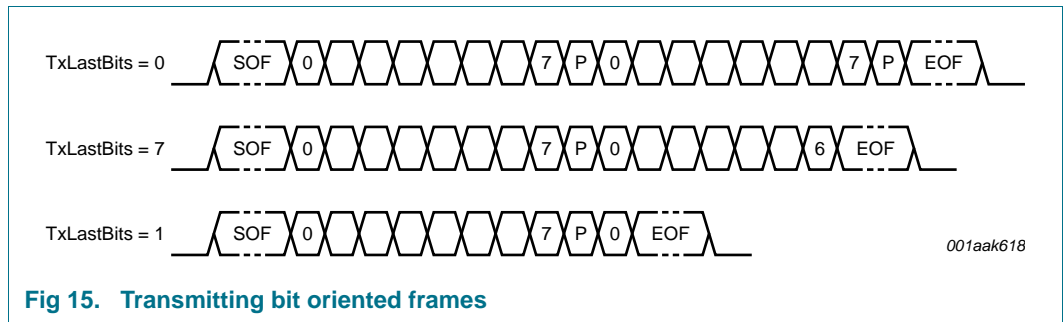 TxLastBits = 0 SOF 0 7 P 0 7 P EOF
TxLastBits = 7 SOF 0 7 P 0 6 EOF
TxLastBits = 1 SOF 0 7 P 0 EOF
001aak618
Fig 15. Transmitting bit oriented frames